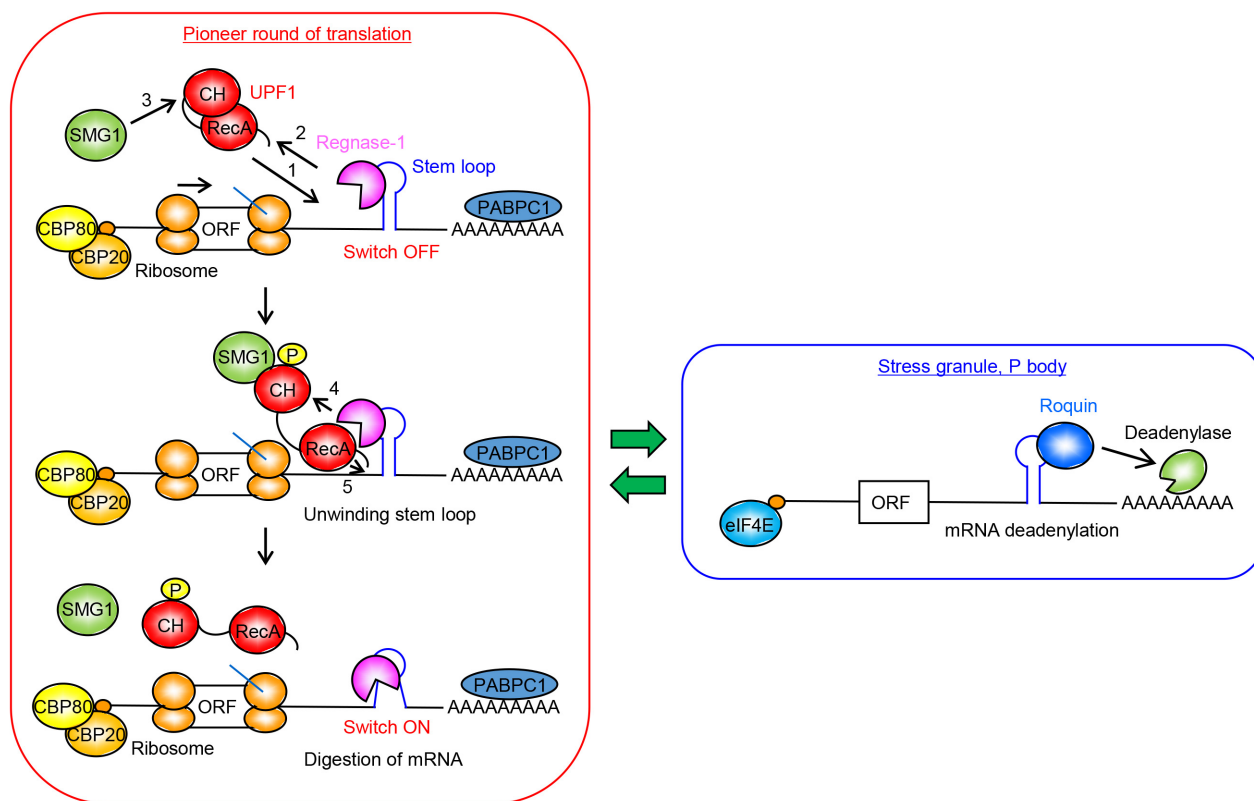 Pioneer round of translation
3
CH
UPF1
SMG1
RecA
2
Regnase-1
1
Stem loop
CBP80
ORF
PABPC1
AAAAAAAAA
CBP20
Ribosome
Switch OFF
SMG1
P
CH
4
RecA
CBP80
ORF
PABPC1
AAAAAAAAA
CBP20
5
Unwinding stem loop
P
SMG1
CH
RecA
CBP80
ORF
PABPC1
AAAAAAAAA
CBP20
Ribosome
Switch ON
Digestion of mRNA
Stress granule, P body
Roquin
Deadenylase
eIF4E
ORF
AAAAAAAAA
mRNA deadenylation